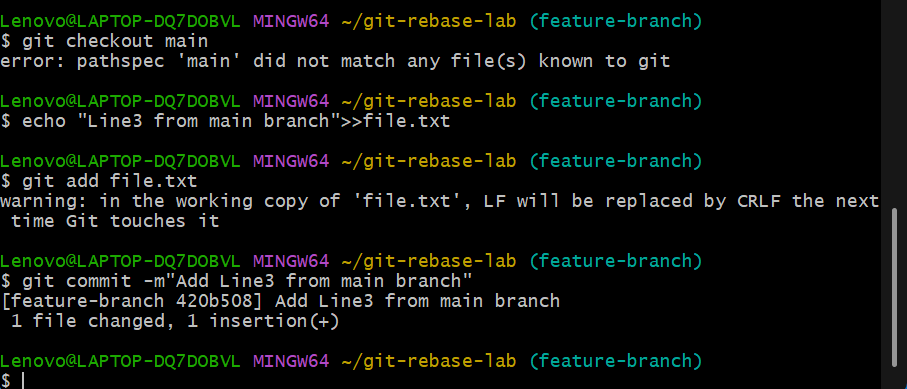 Lenovo@LAPTOP-DQ7DOBVL MINGW64 ~/git-rebase-lab (feature-branch)
$ git checkout main
error: pathspec 'main' did not match any file(s) known to git
Lenovo@LAPTOP-DQ7DOBVL MINGW64 ~/git-rebase-lab (feature-branch)
$ echo "Line3 from main branch">>file.txt
Lenovo@LAPTOP-DQ7DOBVL MINGW64 ~/git-rebase-lab (feature-branch)
$ git add file.txt
warning: in the working copy of 'file.txt', LF will be replaced by CRLF the next
 time Git touches it
Lenovo@LAPTOP-DQ7DOBVL MINGW64 ~/git-rebase-lab (feature-branch)
$ git commit -m"Add Line3 from main branch"
[feature-branch 420b508] Add Line3 from main branch
 1 file changed, 1 insertion(+)
Lenovo@LAPTOP-DQ7DOBVL MINGW64 ~/git-rebase-lab (feature-branch)
$